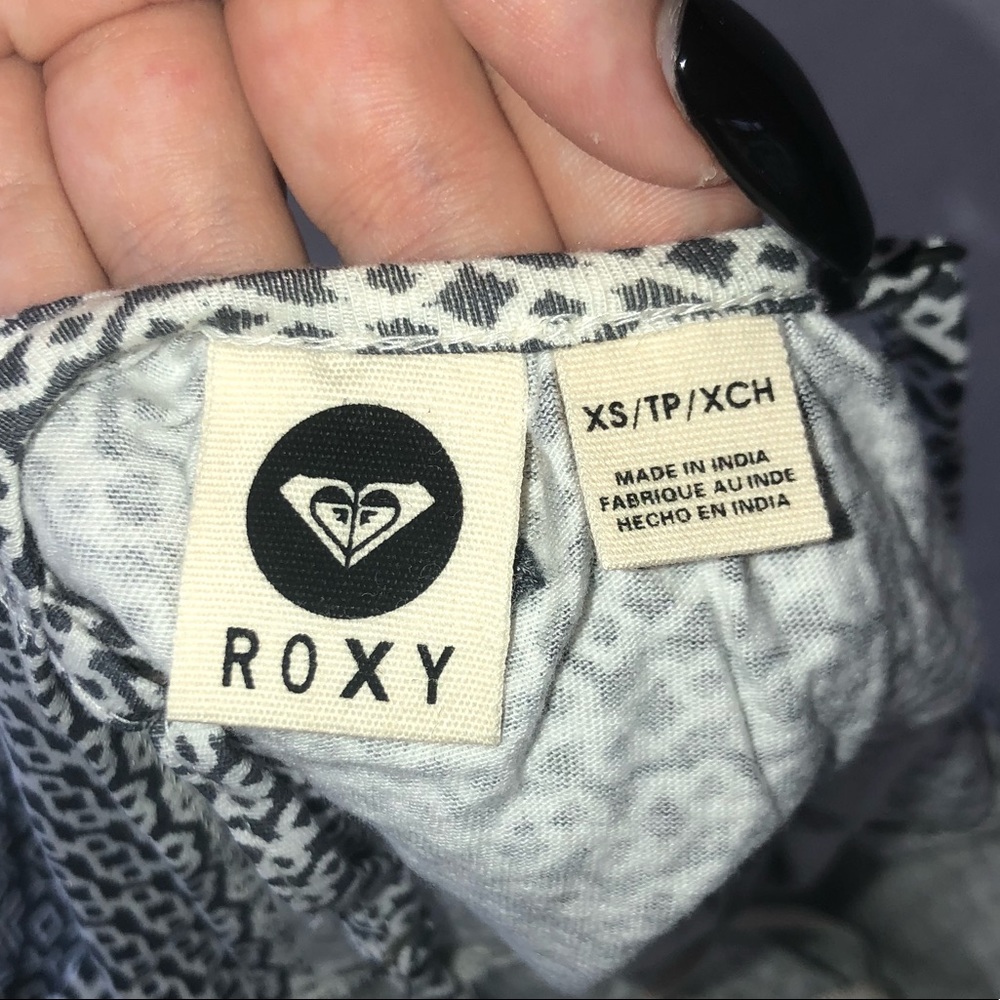 ROXY
XS/TP/XCH
MADE IN INDIA
FABRIQUE AU INDE
HECHO EN INDIA